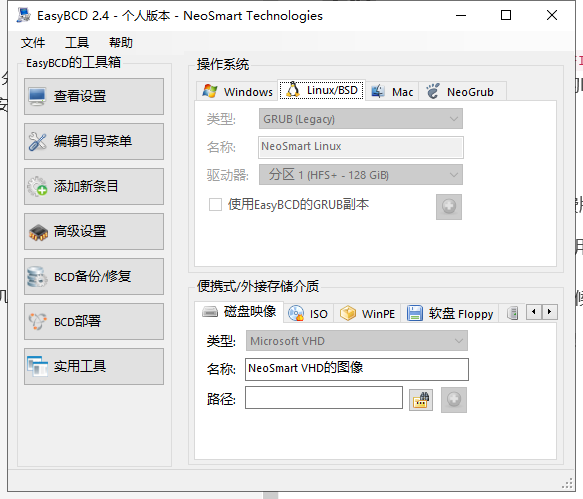 EasyBCD 2.4 - 个人版本 - NeoSmart Technologies
文件 工具 帮助
EasyBCD的工具箱
查看设置
编辑引导菜单
添加新条目
高级设置
BCD备份/修复
BCD部署
实用工具
操作系统
Windows Linux/BSD Mac NeoGrub
类型: GRUB (Legacy)
名称: NeoSmart Linux
驱动器: 分区 1 (HFS+ - 128 GiB)
使用EasyBCD的GRUB副本
便携式/外接存储介质
磁盘映像 ISO WinPE 软盘 Floppy
类型: Microsoft VHD
名称: NeoSmart VHD的图像
路径: